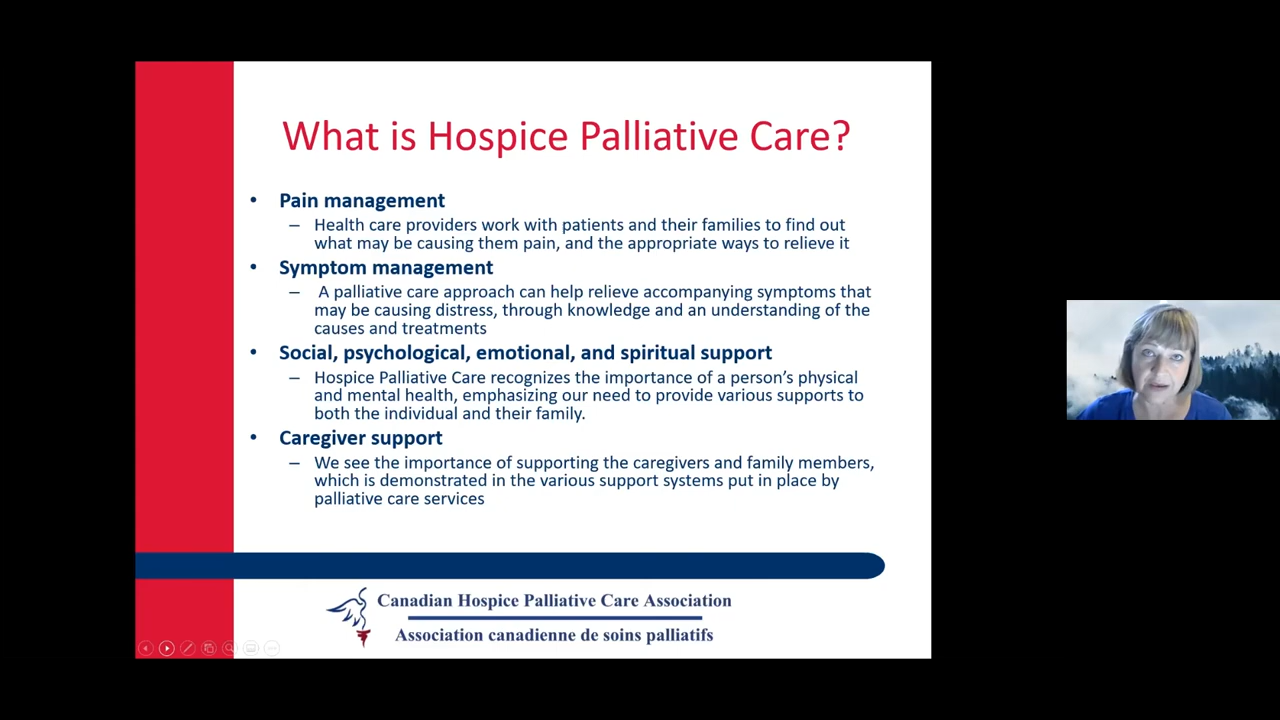 What is Hospice Palliative Care?
• Pain management
– Health care providers work with patients and their families to find out
what may be causing them pain, and the appropriate ways to relieve it
• Symptom management
– A palliative care approach can help relieve accompanying symptoms that
may be causing distress, through knowledge and an understanding of the
causes and treatments
• Social, psychological, emotional, and spiritual support
– Hospice Palliative Care recognizes the importance of a person’s physical
and mental health, emphasizing our need to provide various supports to
both the individual and their family.
• Caregiver support
– We see the importance of supporting the caregivers and family members,
which is demonstrated in the various support systems put in place by
palliative care services
Canadian Hospice Palliative Care Association
Association canadienne de soins palliatifs